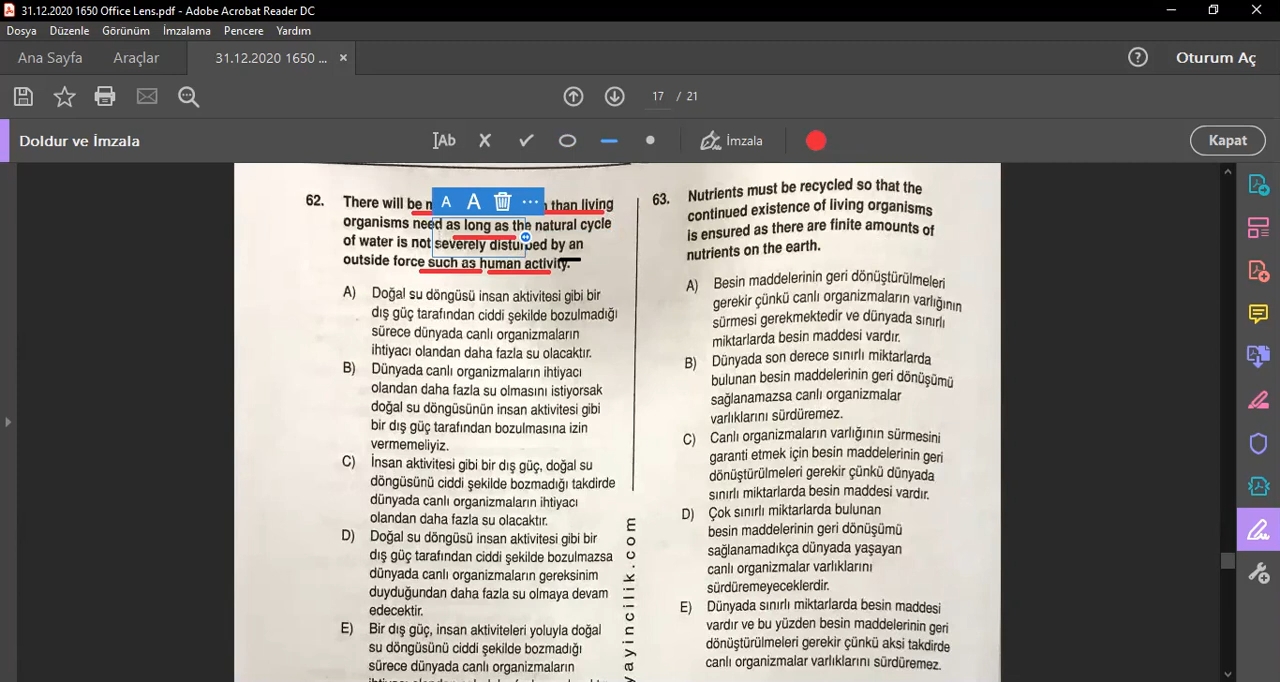 31.12.2020 1650 Office Lens.pdf - Adobe Acrobat Reader DC
Dosya Düzenle Görünüm İmzalama Pencere Yardım
Ana Sayfa Araçlar 31.12.2020 1650 ... × ? Oturum Aç
17 / 21
Doldur ve İmzala IAb İmzala Kapat
A A ...
62. There will be than living
organisms need as long as the natural cycle
of water is not severely disturbed by an
outside force such as human activity.
A) Doğal su döngüsü insan aktivitesi gibi bir
dış güç tarafından ciddi şekilde bozulmadığı
sürece dünyada canlı organizmaların
ihtiyacı olandan daha fazla su olacaktır.
B) Dünyada canlı organizmaların ihtiyacı
olandan daha fazla su olmasını istiyorsak
doğal su döngüsünün insan aktivitesi gibi
bir dış güç tarafından bozulmasına izin
vermemeliyiz.
C) İnsan aktivitesi gibi bir dış güç, doğal su
döngüsünü ciddi şekilde bozmadığı takdirde
dünyada canlı organizmaların ihtiyacı
olandan daha fazla su olacaktır.
D) Doğal su döngüsü insan aktivitesi gibi bir
dış güç tarafından ciddi şekilde bozulmazsa
dünyada canlı organizmaların gereksinim
duyduğundan daha fazla su olmaya devam
edecektir.
E) Bir dış güç, insan aktiviteleri yoluyla doğal
su döngüsünü ciddi şekilde bozmadığı
sürece dünyada canlı organizmaların
yayincilik.com
63. Nutrients must be recycled so that the
continued existence of living organisms
is ensured as there are finite amounts of
nutrients on the earth.
A) Besin maddelerinin geri dönüştürülmeleri
gerekir çünkü canlı organizmaların varlığının
sürmesi gerekmektedir ve dünyada sınırlı
miktarlarda besin maddesi vardır.
B) Dünyada son derece sınırlı miktarlarda
bulunan besin maddelerinin geri dönüşümü
sağlanamazsa canlı organizmalar
varlıklarını sürdüremez.
C) Canlı organizmaların varlığının sürmesini
garanti etmek için besin maddelerinin geri
dönüştürülmeleri gerekir çünkü dünyada
sınırlı miktarlarda besin maddesi vardır.
D) Çok sınırlı miktarlarda bulunan
besin maddelerinin geri dönüşümü
sağlanamadıkça dünyada yaşayan
canlı organizmalar varlıklarını
sürdüremeyeceklerdir.
E) Dünyada sınırlı miktarlarda besin maddesi
vardır ve bu yüzden besin maddelerinin geri
dönüştürülmeleri gerekir çünkü aksi takdirde
canlı organizmalar varlıklarını sürdüremez.